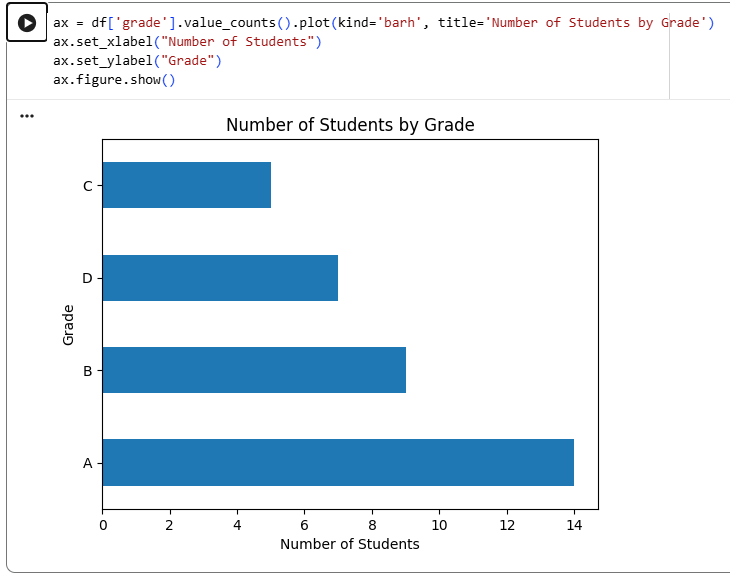 ax = df['grade'].value_counts().plot(kind='barh', title='Number of Students by Grade')
ax.set_xlabel("Number of Students")
ax.set_ylabel("Grade")
ax.figure.show()
Number of Students by Grade
C
D
B
A
Grade
0 2 4 6 8 10 12 14
Number of Students